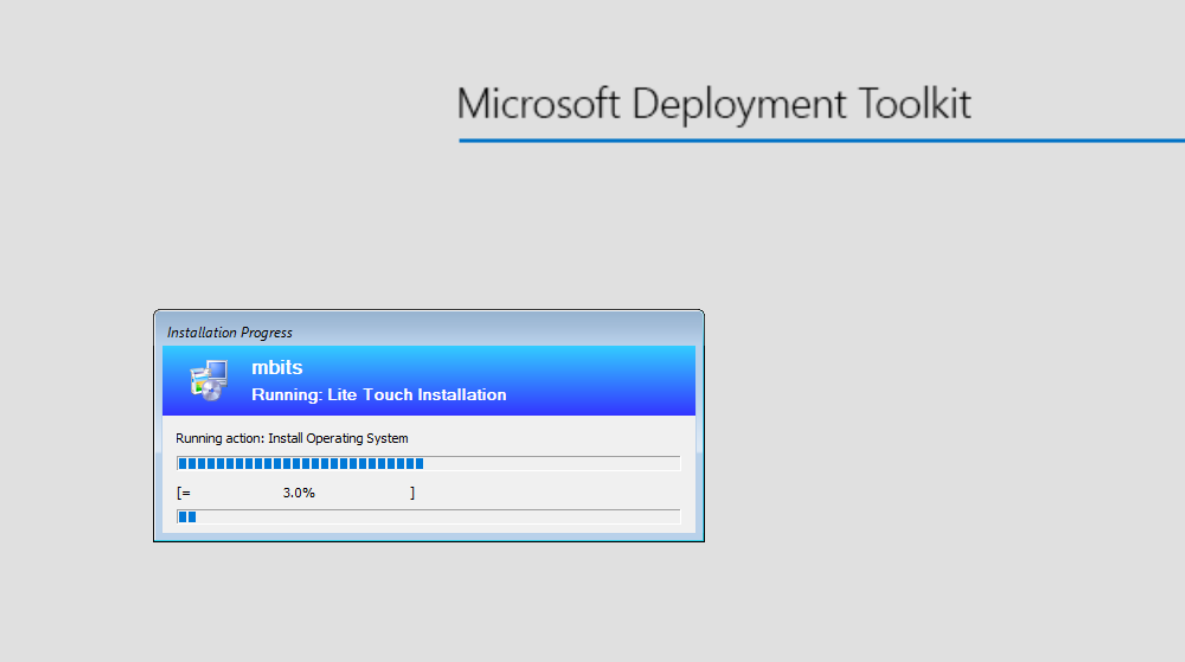 Microsoft Deployment Toolkit
Installation Progress
mbits
Running: Lite Touch Installation
Running action: Install Operating System
[= 3.0% ]